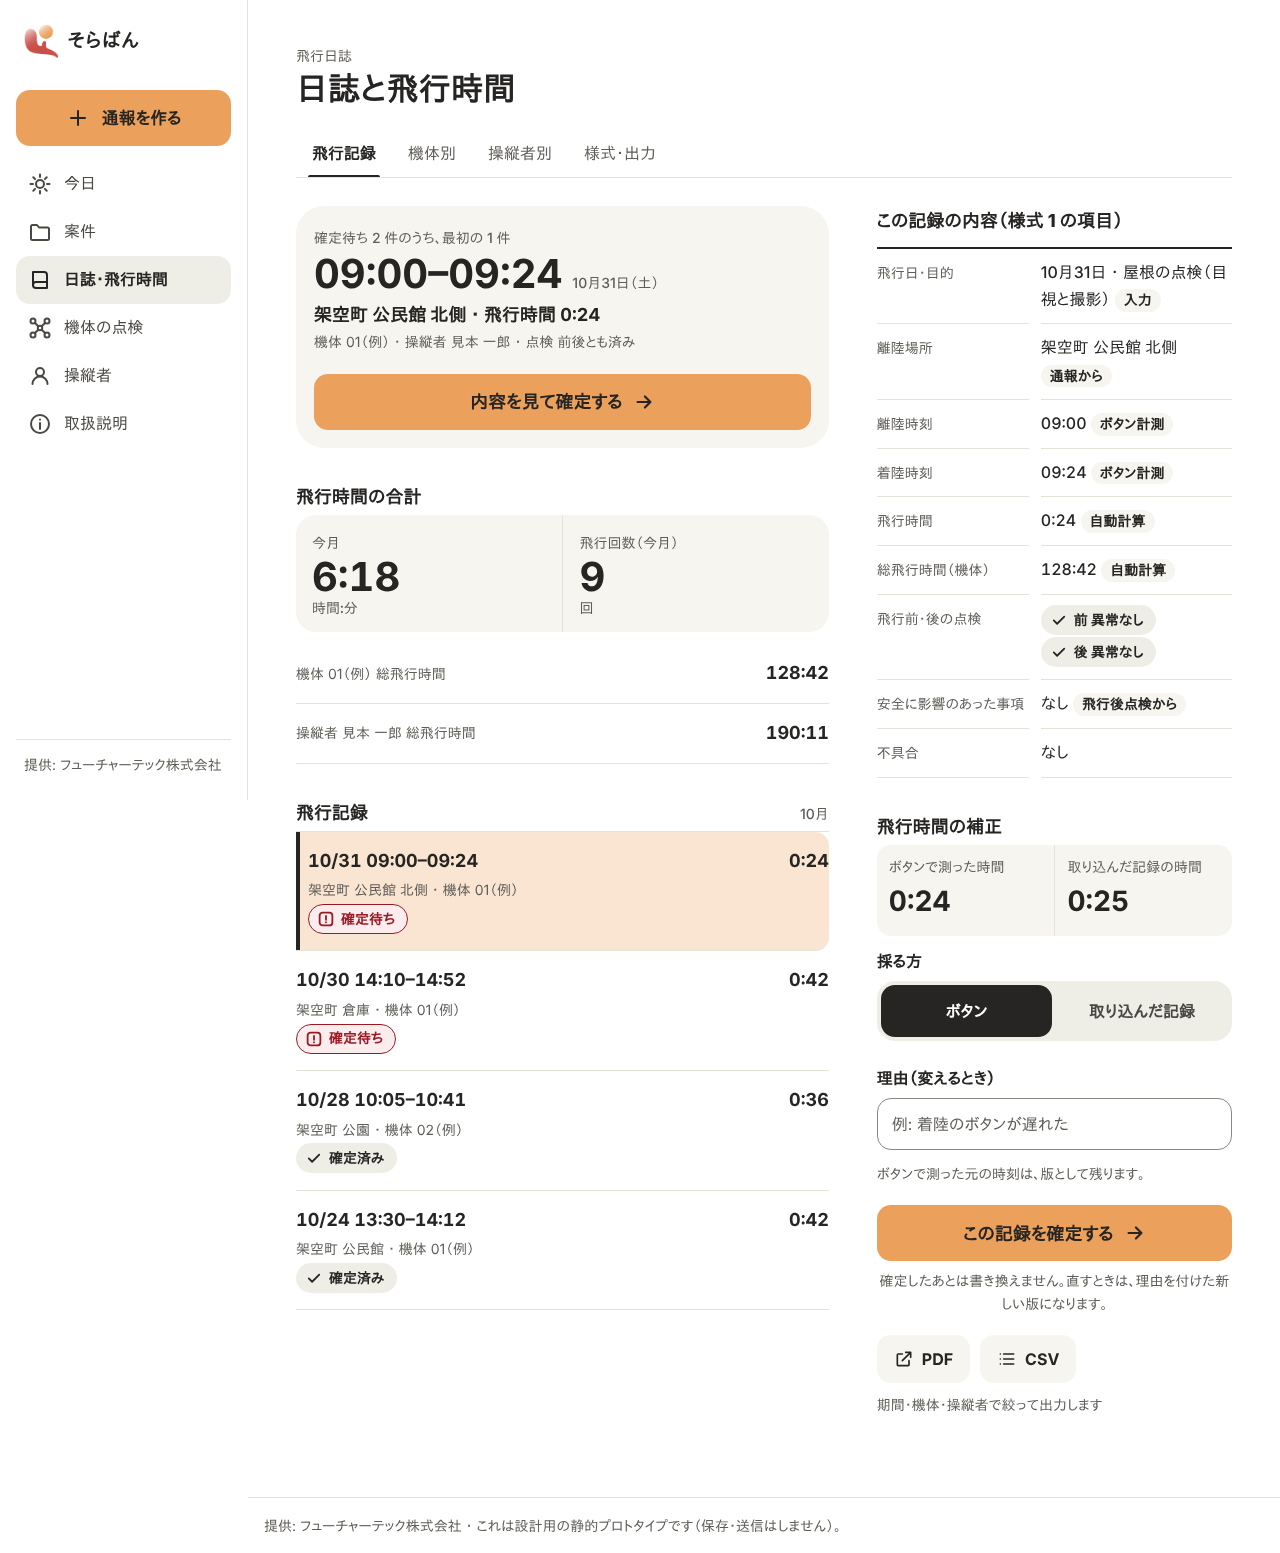 そらばん
通報を作る
今日
案件
日誌・飛行時間
機体の点検
操縦者
取扱説明
提供: フューチャーテック株式会社
飛行日誌
日誌と飛行時間
飛行記録
機体別
操縦者別
様式・出力
確定待ち 2 件のうち、最初の 1 件
09:00–09:24 10月31日（土）
架空町 公民館 北側・飛行時間 0:24
機体 01（例）・操縦者 見本 一郎・点検 前後とも済み
内容を見て確定する
飛行時間の合計
今月
6:18
時間:分
飛行回数（今月）
9
回
機体 01（例） 総飛行時間 128:42
操縦者 見本 一郎 総飛行時間 190:11
飛行記録 10月
10/31 09:00–09:24 0:24
架空町 公民館 北側・機体 01（例）
確定待ち
10/30 14:10–14:52 0:42
架空町 倉庫・機体 01（例）
確定待ち
10/28 10:05–10:41 0:36
架空町 公園・機体 02（例）
確定済み
10/24 13:30–14:12 0:42
架空町 公民館・機体 01（例）
確定済み
この記録の内容（様式 1 の項目）
飛行日・目的 10月31日・屋根の点検（目
視と撮影） 入力
離陸場所 架空町 公民館 北側
通報から
離陸時刻 09:00 ボタン計測
着陸時刻 09:24 ボタン計測
飛行時間 0:24 自動計算
総飛行時間（機体） 128:42 自動計算
飛行前・後の点検 前 異常なし
後 異常なし
安全に影響のあった事項 なし 飛行後点検から
不具合 なし
飛行時間の補正
ボタンで測った時間
0:24
取り込んだ記録の時間
0:25
採る方
ボタン 取り込んだ記録
理由（変えるとき）
例: 着陸のボタンが遅れた
ボタンで測った元の時刻は、版として残ります。
この記録を確定する
確定したあとは書き換えません。直すときは、理由を付けた新
しい版になります。
PDF CSV
期間・機体・操縦者で絞って出力します
提供: フューチャーテック株式会社・これは設計用の静的プロトタイプです（保存・送信はしません）。